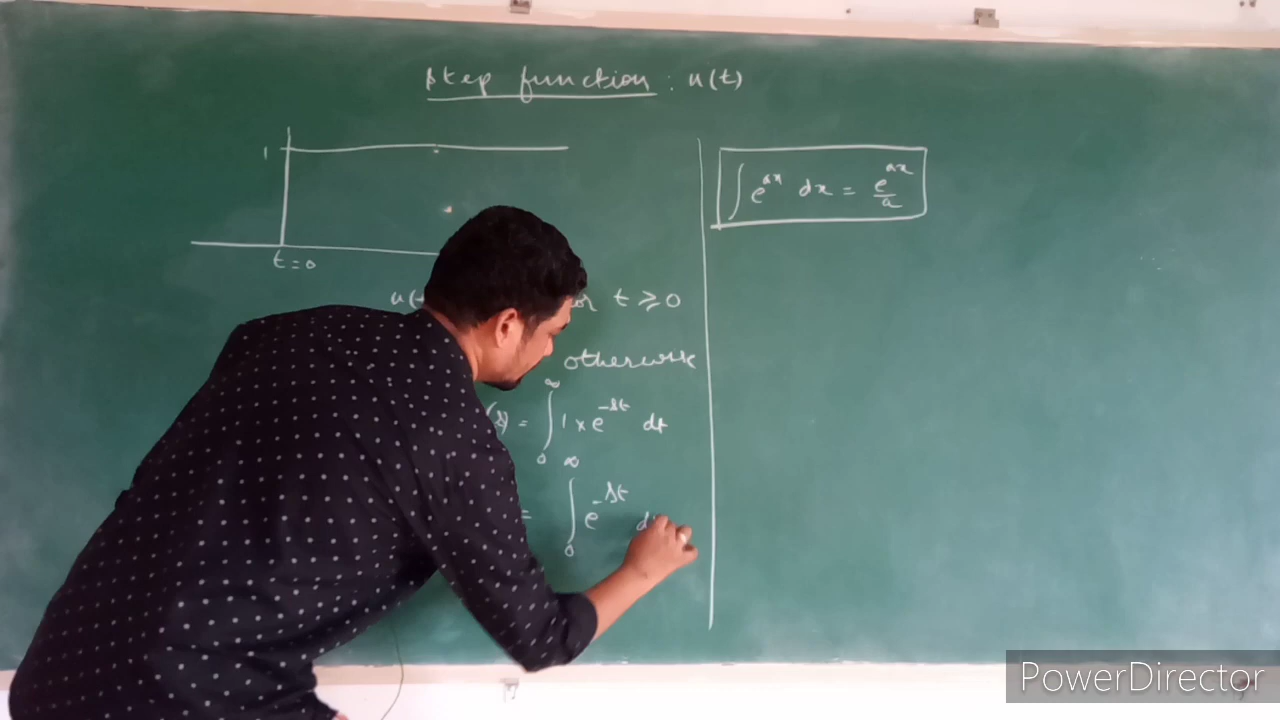 Step function : u(t)
1
t = 0
u(
t ⩾ 0
otherwise
(s) = ∫₀^∞ 1 × e^-st dt
= ∫₀^∞ e^-st d
∫ e^ax dx = e^ax / a
PowerDirector